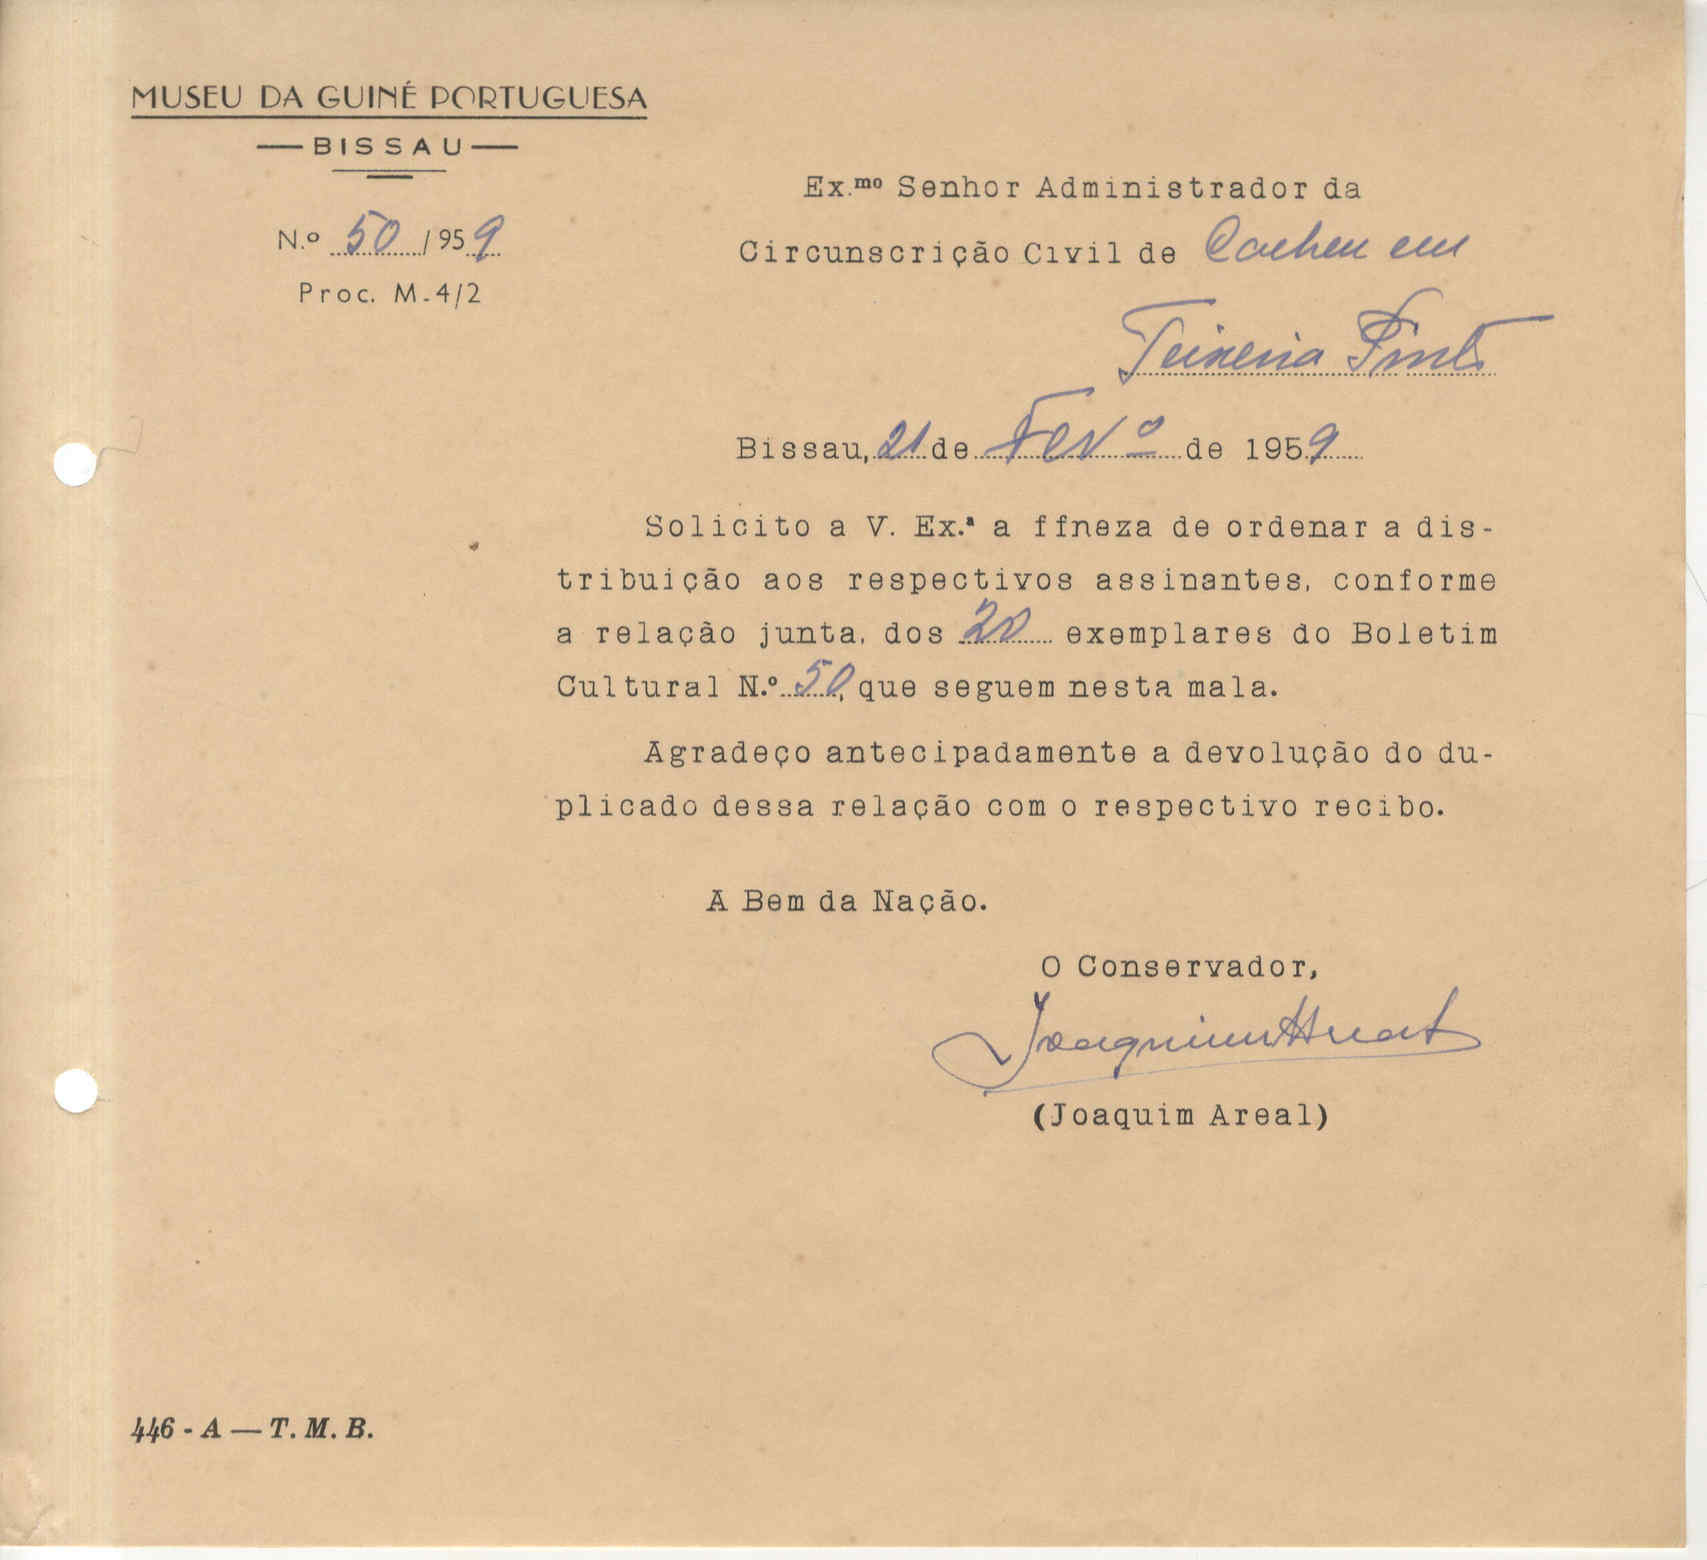 MUSEU DA GUINÉ PORTUGUESA
— BISSAU —
N.º 50/959
Proc. M-4/2
Ex.mo Senhor Administrador da
Circunscrição Civil de Cacheu em
Teixeira Pinto
Bissau, 21 de Fev.º de 1959
Solicito a V. Ex.ª a ffneza de ordenar a dis-
tribuição aos respectivos assinantes, conforme
a relação junta, dos 20 exemplares do Boletim
Cultural N.º 50, que seguem nesta mala.
Agradeço antecipadamente a devolução do du-
plicado dessa relação com o respectivo recibo.
A Bem da Nação.
O Conservador,
Joaquim Areal
(Joaquim Areal)
446 - A — T. M. B.